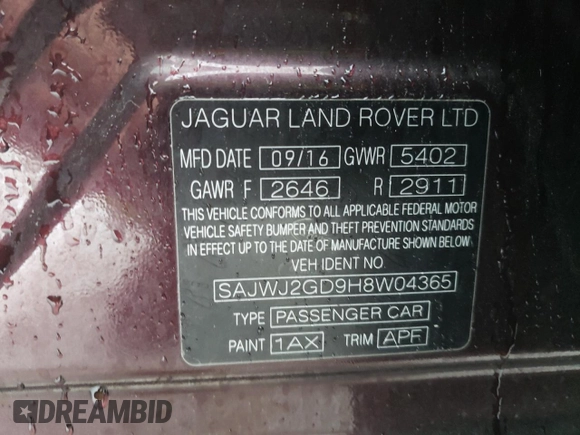 JAGUAR LAND ROVER LTD
MFD DATE 09/16 GVWR 5402
GAWR F 2646 R 2911
THIS VEHICLE CONFORMS TO ALL APPLICABLE FEDERAL MOTOR
VEHICLE SAFETY BUMPER AND THEFT PREVENTION STANDARDS
IN EFFECT UP TO DATE OF MANUFACTURE SHOWN BELOW
VEH IDENT NO
SAJWJ2GD9H8W04365
TYPE PASSENGER CAR
PAINT 1AX TRIM APF
DREAMBID